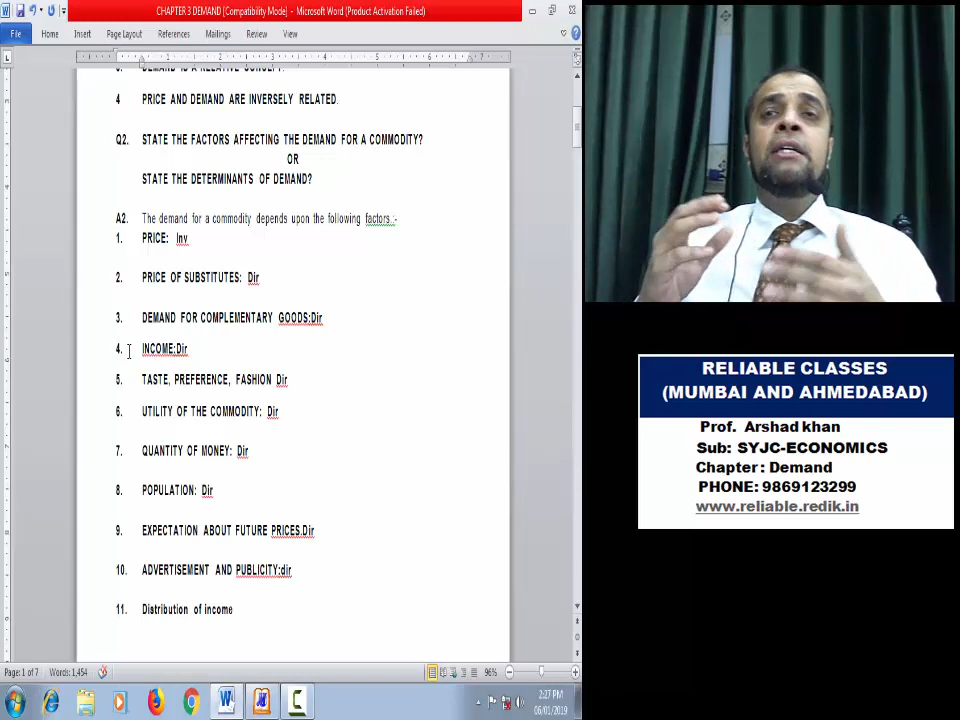 CHAPTER 3 DEMAND [Compatibility Mode] - Microsoft Word (Product Activation Failed)
File Home Insert Page Layout References Mailings Review View
DEMAND IS A RELATIVE CONCEPT.
4 PRICE AND DEMAND ARE INVERSELY RELATED.
Q2. STATE THE FACTORS AFFECTING THE DEMAND FOR A COMMODITY?
OR
STATE THE DETERMINANTS OF DEMAND?
A2. The demand for a commodity depends upon the following factors.:-
1. PRICE: Inv
2. PRICE OF SUBSTITUTES: Dir
3. DEMAND FOR COMPLEMENTARY GOODS:Dir
4. INCOME:Dir
5. TASTE, PREFERENCE, FASHION Dir
6. UTILITY OF THE COMMODITY: Dir
7. QUANTITY OF MONEY: Dir
8. POPULATION: Dir
9. EXPECTATION ABOUT FUTURE PRICES.Dir
10. ADVERTISEMENT AND PUBLICITY:dir
11. Distribution of income
Page: 1 of 7 Words: 1,454 96%
2:27 PM
06/01/2019
RELIABLE CLASSES
(MUMBAI AND AHMEDABAD)
Prof. Arshad khan
Sub: SYJC-ECONOMICS
Chapter : Demand
PHONE: 9869123299
www.reliable.redik.in